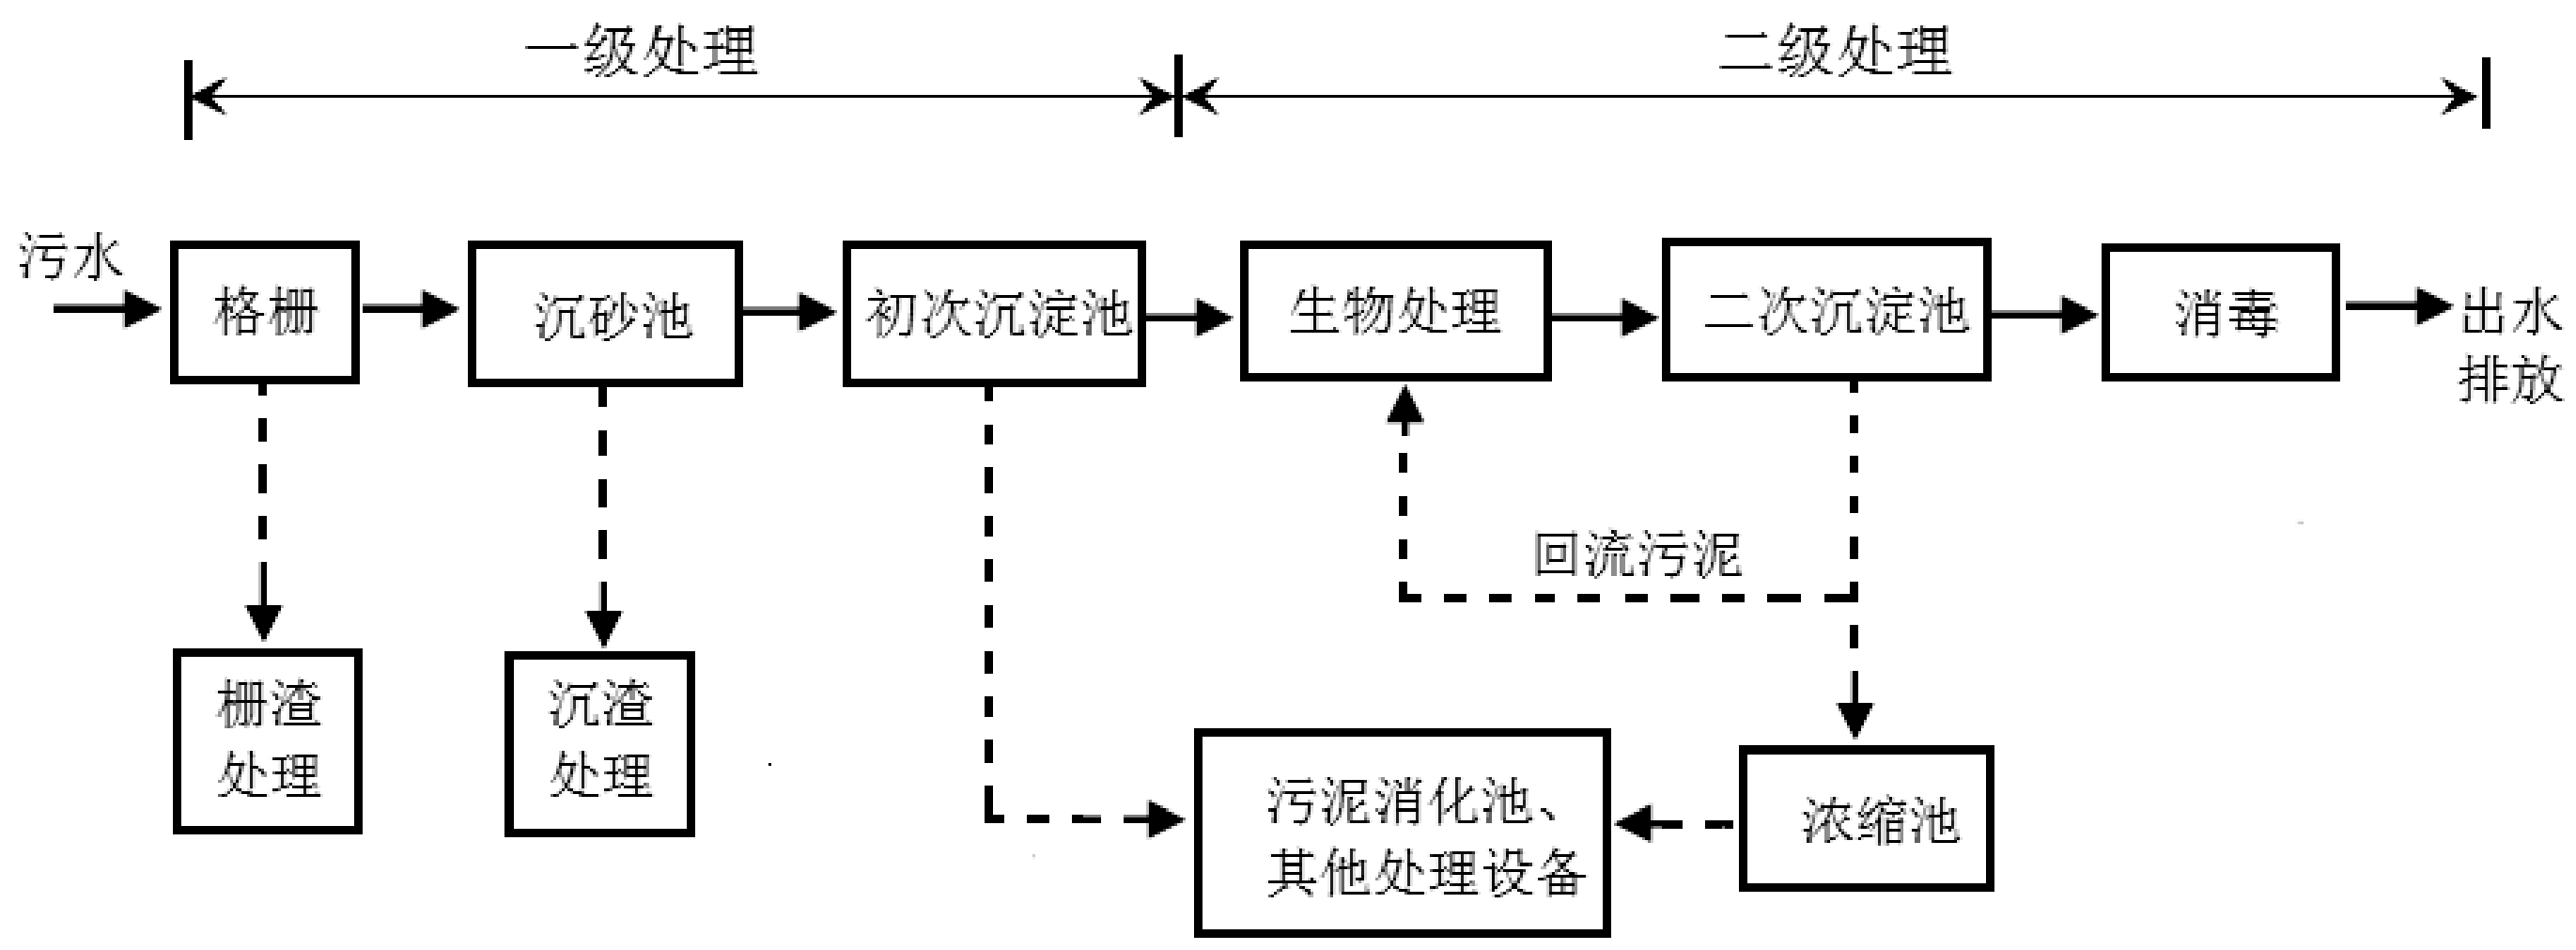 一级处理
二级处理
污水
格栅
沉砂池
初次沉淀池
生物处理
二次沉淀池
消毒
出水
排放
回流污泥
栅渣
处理
沉渣
处理
污泥消化池、
其他处理设备
浓缩池